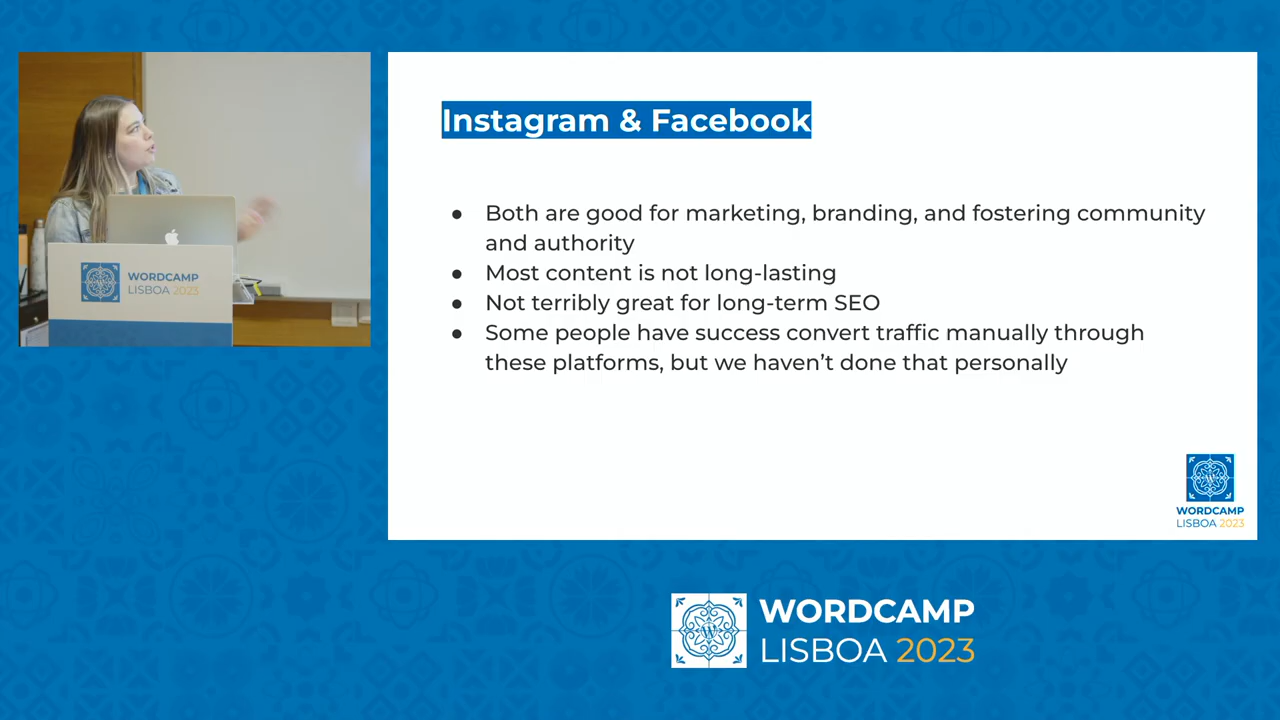 Instagram & Facebook
● Both are good for marketing, branding, and fostering community
and authority
● Most content is not long-lasting
● Not terribly great for long-term SEO
● Some people have success convert traffic manually through
these platforms, but we haven't done that personally
WORDCAMP
LISBOA 2023
WORDCAMP
LISBOA 2023
WORDCAMP
LISBOA 2023